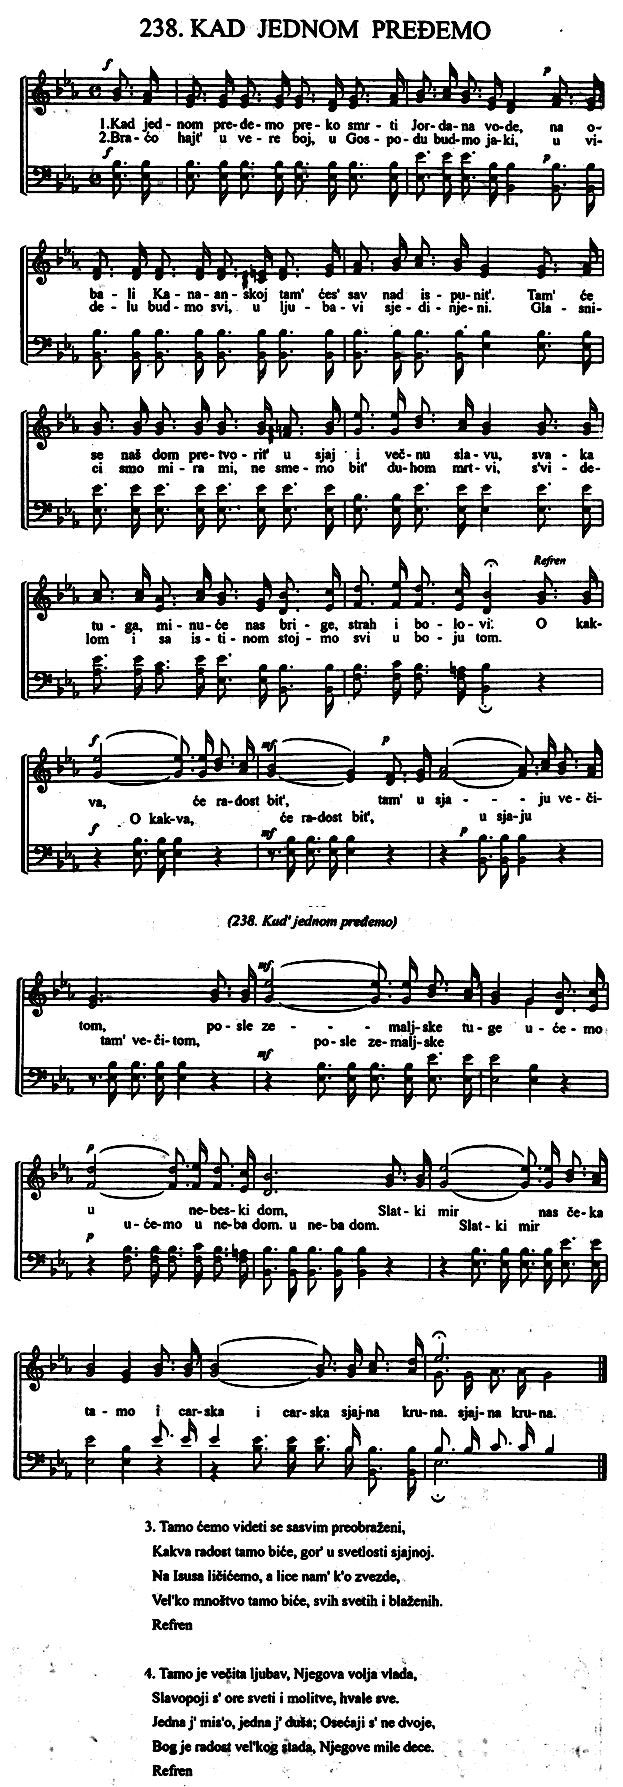 238. KAD JEDNOM PREĐEMO
f
p
1.Kad jed-nom pre-đe-mo pre-ko smr-ti Jor-da-na vo-de, na o-
2.Bra-ćo hajt' u ve-re boj, u Gos-po-du bud-mo ja-ki, u vi-
f
p
ba-li Ka-na-an-skoj tam' ćes' sav nad is-pu-nit'. Tam' će
de-lu bud-mo svi, u lju-ba-vi sje-di-nje-ni. Gla-sni-
se naš dom pre-tvo-rit' u sjaj i več-nu sla-vu, sva-ka
ci smo mi-ra mi, ne sme-mo bit' du-hom mrt-vi, s'vi-de-
Refren
tu-ga, mi-nu-će nas bri-ge, strah i bo-lo-vi. O kak-
lom i sa is-ti-nom stoj-mo svi u bo-ju tom.
f
mf
p
va, će ra-dost bit', tam' u sja---ju ve-či-
O kak-va, će ra-dost bit', u sja-ju
f
mf
p
(238. Kad' jednom pređemo)
mf
tom, po-sle ze---malj-ske tu-ge u-će-mo
tam' ve-či-tom, po-sle ze-malj-ske
mf
p
u ne-bes-ki dom, Slat-ki mir nas če-ka
u-će-mo u ne-ba dom. u ne-ba dom. Slat-ki mir
p
ta-mo i car-ska i car-ska sjaj-na kru-na. sjaj-na kru-na.
3. Tamo ćemo videti se sasvim preobraženi,
Kakva radost tamo biće, gor' u svetlosti sjajnoj.
Na Isusa ličićemo, a lice nam' k'o zvezde,
Vel'ko mnoštvo tamo biće, svih svetih i blaženih.
Refren
4. Tamo je večita ljubav, Njegova volja vlada,
Slavopoji s' ore sveti i molitve, hvale sve.
Jedna j' mis'o, jedna j' duša; Osećaji s' ne dvoje,
Bog je radost vel'kog stada, Njegove mile dece.
Refren